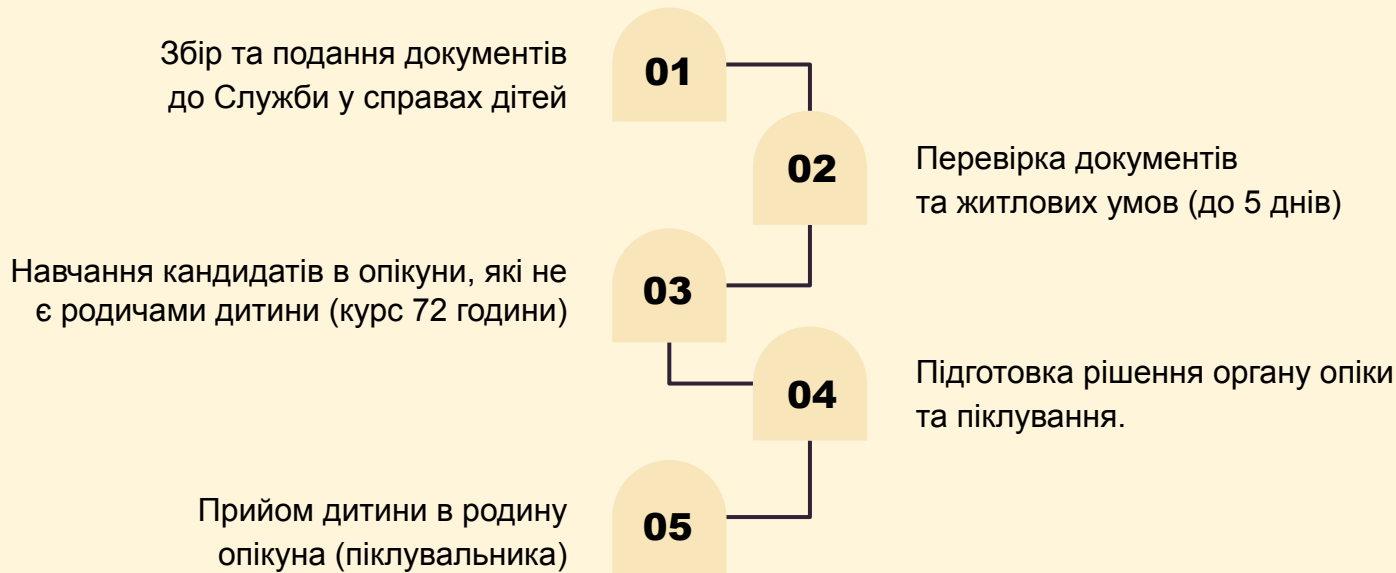 Збір та подання документів
до Служби у справах дітей
01
02
Перевірка документів
та житлових умов (до 5 днів)
Навчання кандидатів в опікуни, які не
є родичами дитини (курс 72 години)
03
04
Підготовка рішення органу опіки
та піклування.
Прийом дитини в родину
опікуна (піклувальника)
05